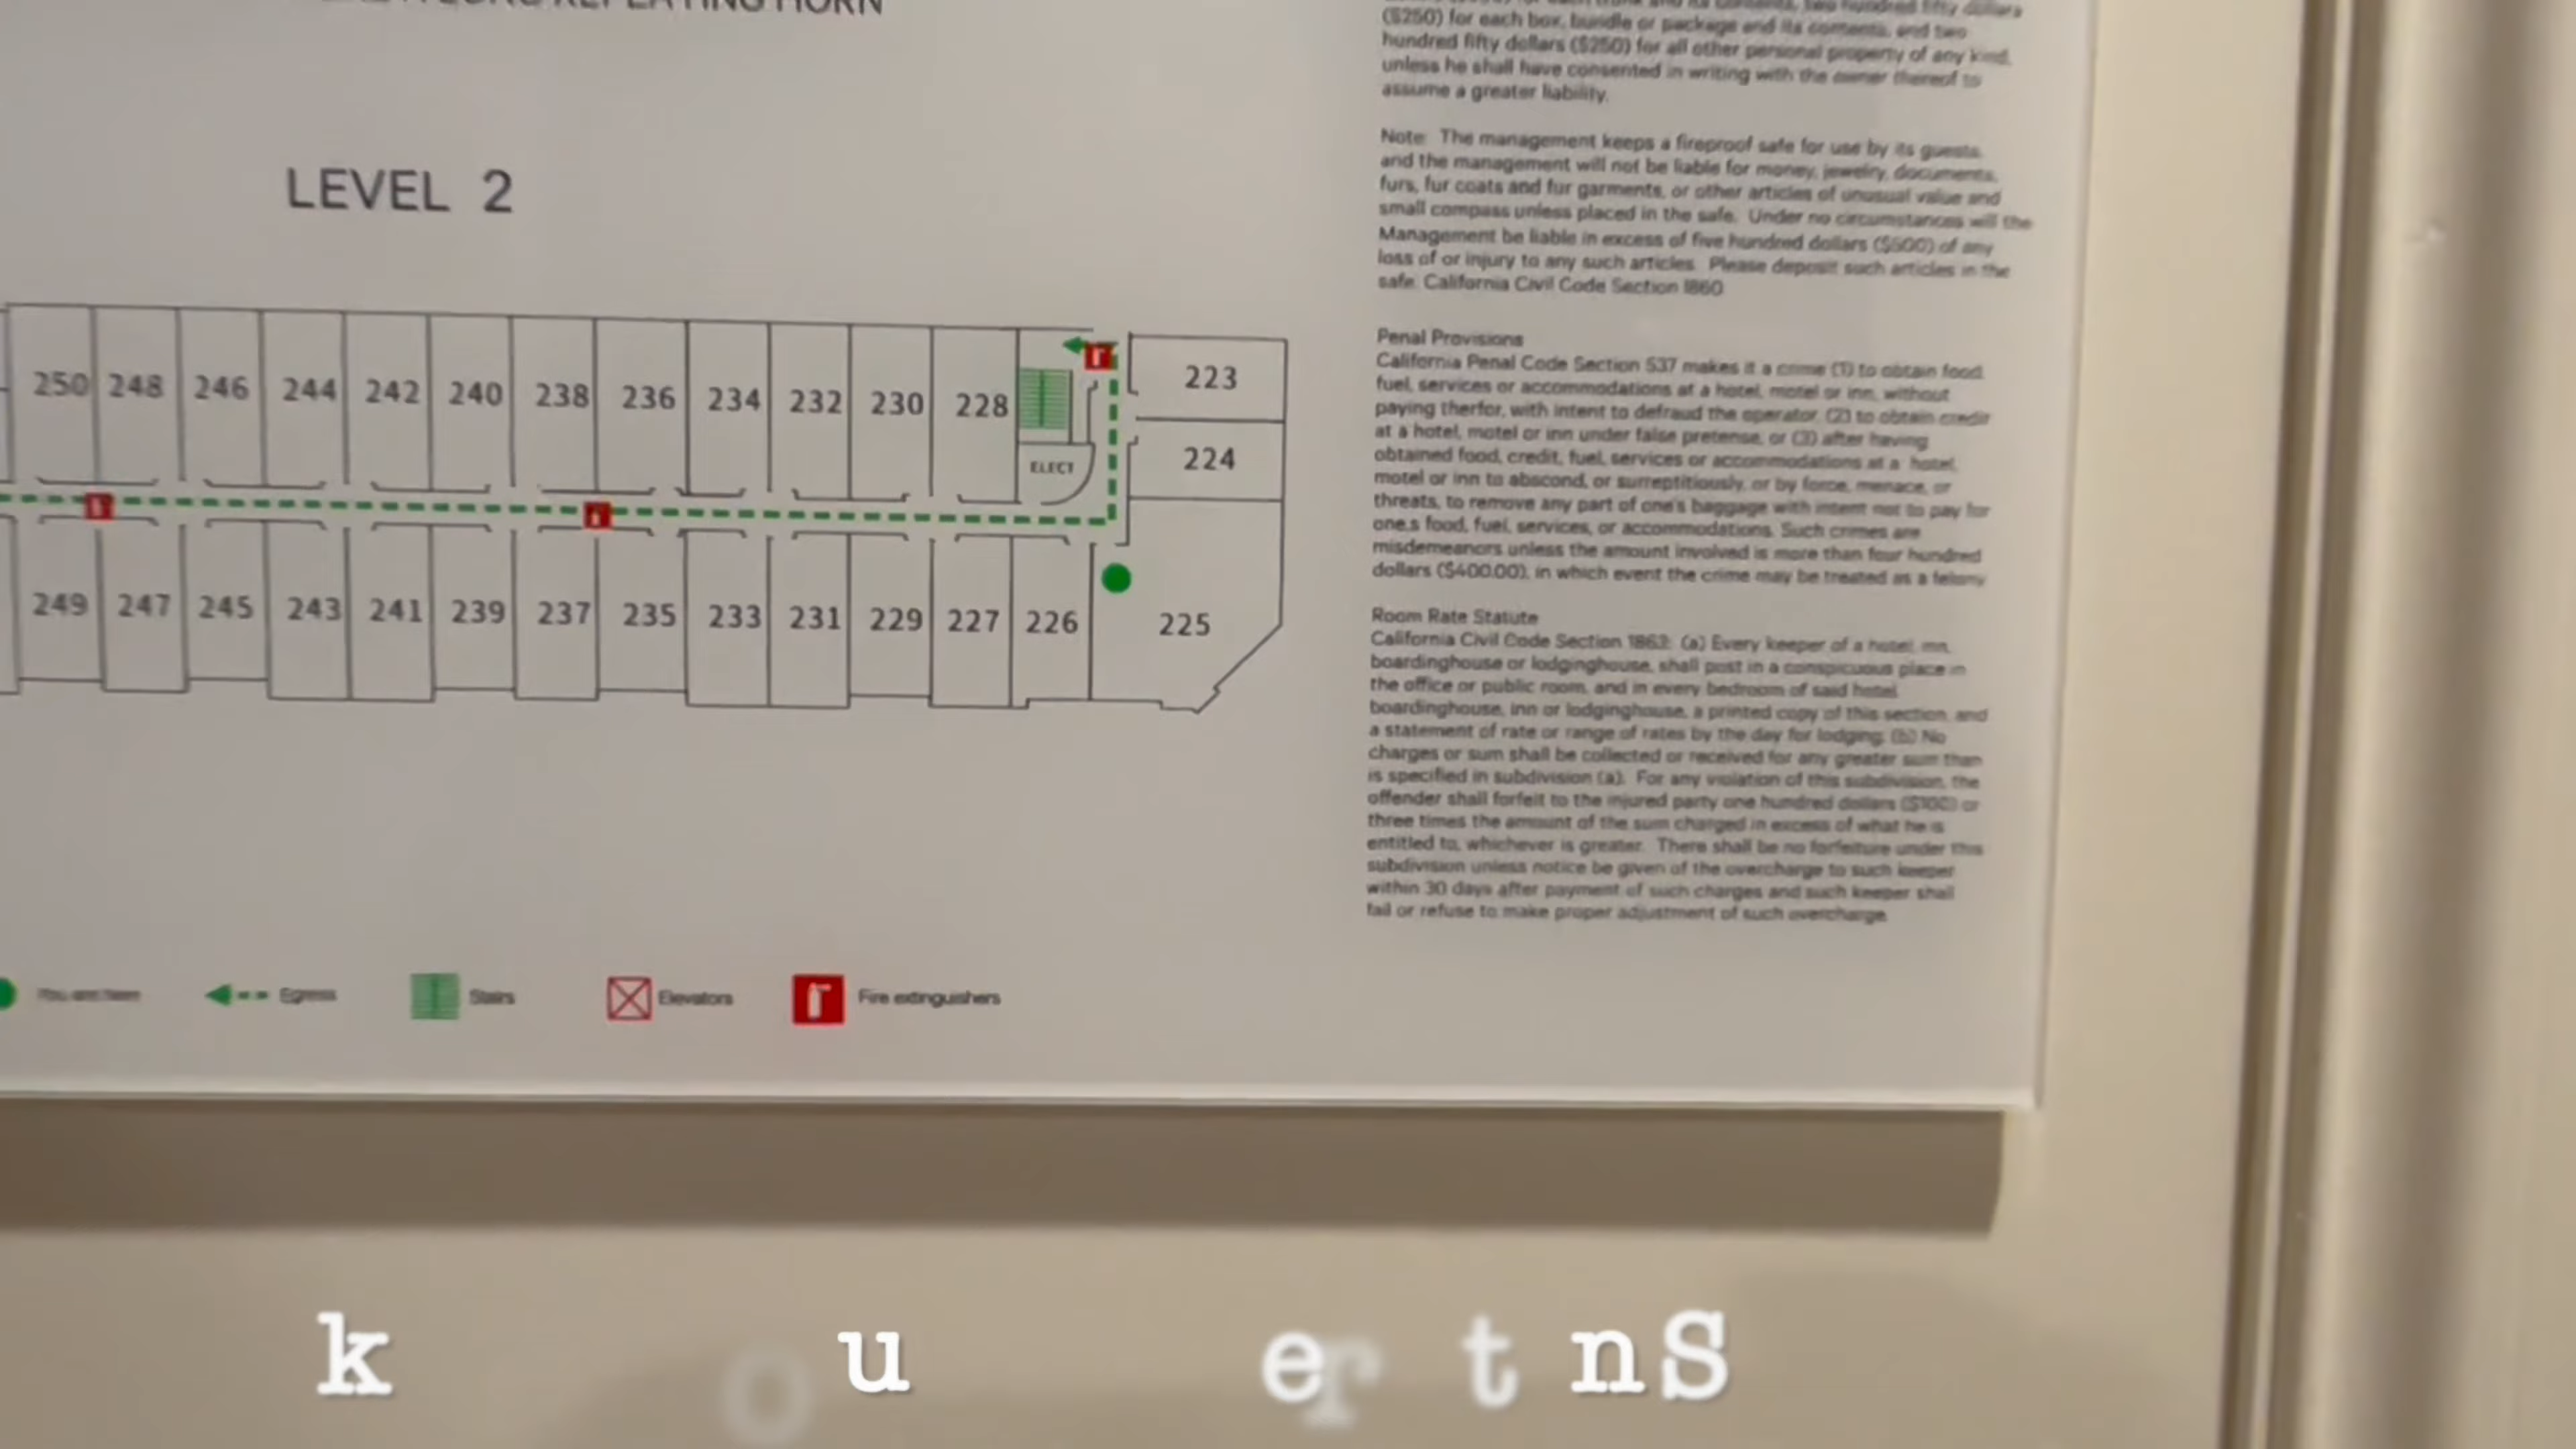 REPEATING HORN
LEVEL 2
250 248 246 244 242 240 238 236 234 232 230 228
223
224
ELECT
249 247 245 243 241 239 237 235 233 231 229 227 226 225
You are here
Egress
Stairs
Elevators
Fire extinguishers
($250) for each box, bundle or package and its contents, and two
hundred fifty dollars ($250) for all other personal property of any kind,
unless he shall have consented in writing with the owner thereof to
assume a greater liability.
Note: The management keeps a fireproof safe for use by its guests
and the management will not be liable for money, jewelry, documents,
furs, fur coats and fur garments, or other articles of unusual value and
small compass unless placed in the safe. Under no circumstances will the
Management be liable in excess of five hundred dollars ($500) of any
loss of or injury to any such articles. Please deposit such articles in the
safe. California Civil Code Section 1860
Penal Provisions
California Penal Code Section 537 makes it a crime (1) to obtain food,
fuel, services or accommodations at a hotel, motel or inn, without
paying therfor, with intent to defraud the operator. (2) to obtain credit
at a hotel, motel or inn under false pretense, or (3) after having
obtained food, credit, fuel, services or accommodations at a hotel,
motel or inn to abscond, or surreptitiously, or by force, menace, or
threats, to remove any part of one's baggage with intent not to pay for
one,s food, fuel, services, or accommodations. Such crimes are
misdemeanors unless the amount involved is more than four hundred
dollars ($400.00), in which event the crime may be treated as a felony
Room Rate Statute
California Civil Code Section 1863: (a) Every keeper of a hotel, inn,
boardinghouse or lodginghouse, shall post in a conspicuous place in
the office or public room, and in every bedroom of said hotel,
boardinghouse, inn or lodginghouse, a printed copy of this section, and
a statement of rate or range of rates by the day for lodging; (b) No
charges or sum shall be collected or received for any greater sum than
is specified in subdivision (a). For any violation of this subdivision, the
offender shall forfeit to the injured party one hundred dollars ($100) or
three times the amount of the sum charged in excess of what he is
entitled to, whichever is greater. There shall be no forfeiture under this
subdivision unless notice be given of the overcharge to such keeper
within 30 days after payment of such charges and such keeper shall
fail or refuse to make proper adjustment of such overcharge
k o u e r t n S